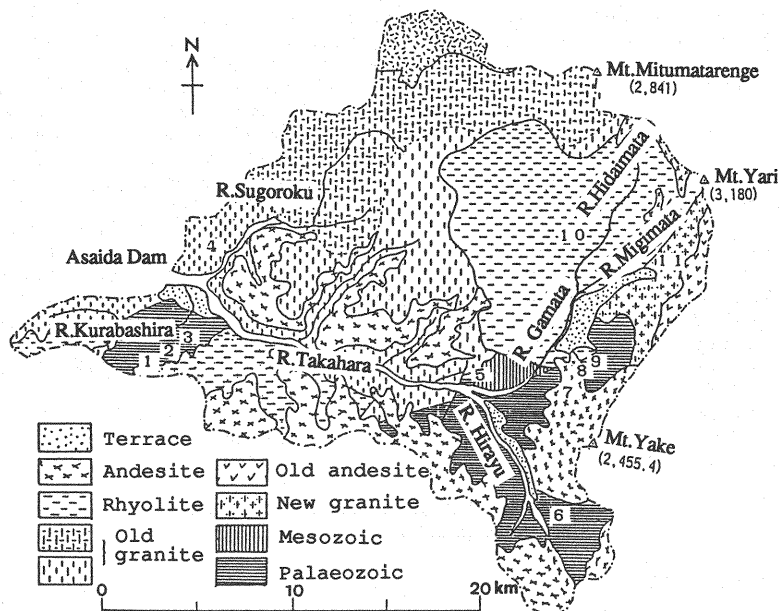 N
Mt.Mitumatarenge
(2,841)
R.Hidaimata
Mt.Yari
(3,180)
R.Sugoroku
R.Migimata
10
11
4
Asaida Dam
R.Gamata
R.Kurabashira
3
2
1
R.Takahara
5
9
8
7
R.Hirayu
Mt.Yake
(2,455.4)
6
Terrace
Andesite
Old andesite
Rhyolite
New granite
Old
granite
Mesozoic
Palaeozoic
0 10 20 km